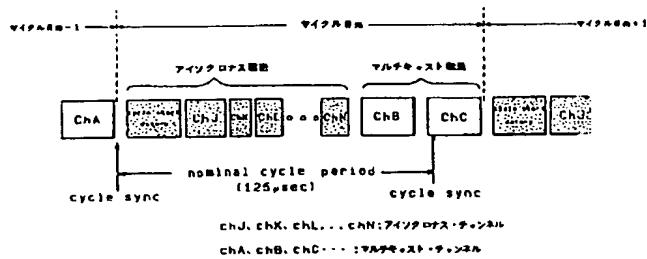 サイクル#m-1
サイクル#m
サイクル#m+1
アイソクロナス転送
マルチキャスト転送
ChA
ChJ
ChK
ChL
ChN
ChB
ChC
ChJ
nominal cycle period
(125μsec)
cycle sync
cycle sync
chJ、chK、chL...chN:アイソクロナス・チャンネル
chA、chB、chC・・・:マルチキャスト・チャンネル